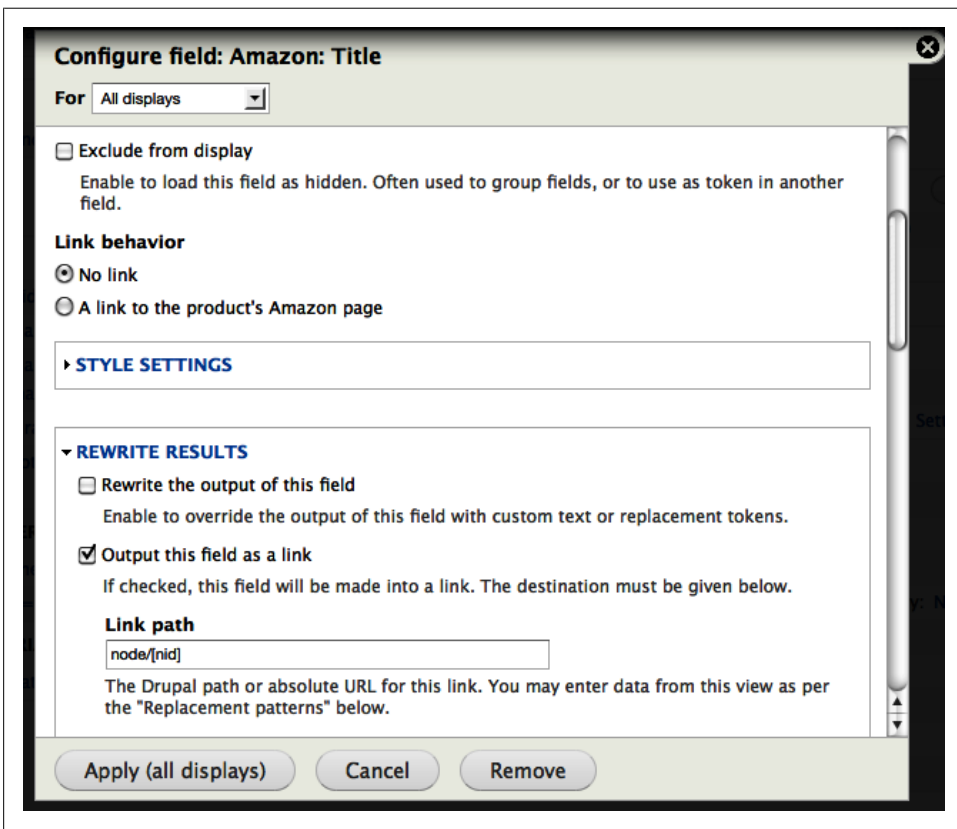 Configure field: Amazon: Title
For All displays
Exclude from display
Enable to load this field as hidden. Often used to group fields, or to use as token in another
field.
Link behavior
No link
A link to the product's Amazon page
STYLE SETTINGS
REWRITE RESULTS
Rewrite the output of this field
Enable to override the output of this field with custom text or replacement tokens.
Output this field as a link
If checked, this field will be made into a link. The destination must be given below.
Link path
node/[nid]
The Drupal path or absolute URL for this link. You may enter data from this view as per
the "Replacement patterns" below.
Apply (all displays) Cancel Remove